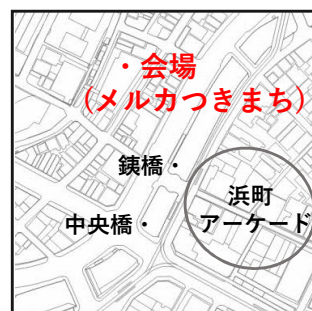 ・会場
(メルカつきまち)
銕橋・
浜町
アーケード
中央橋・